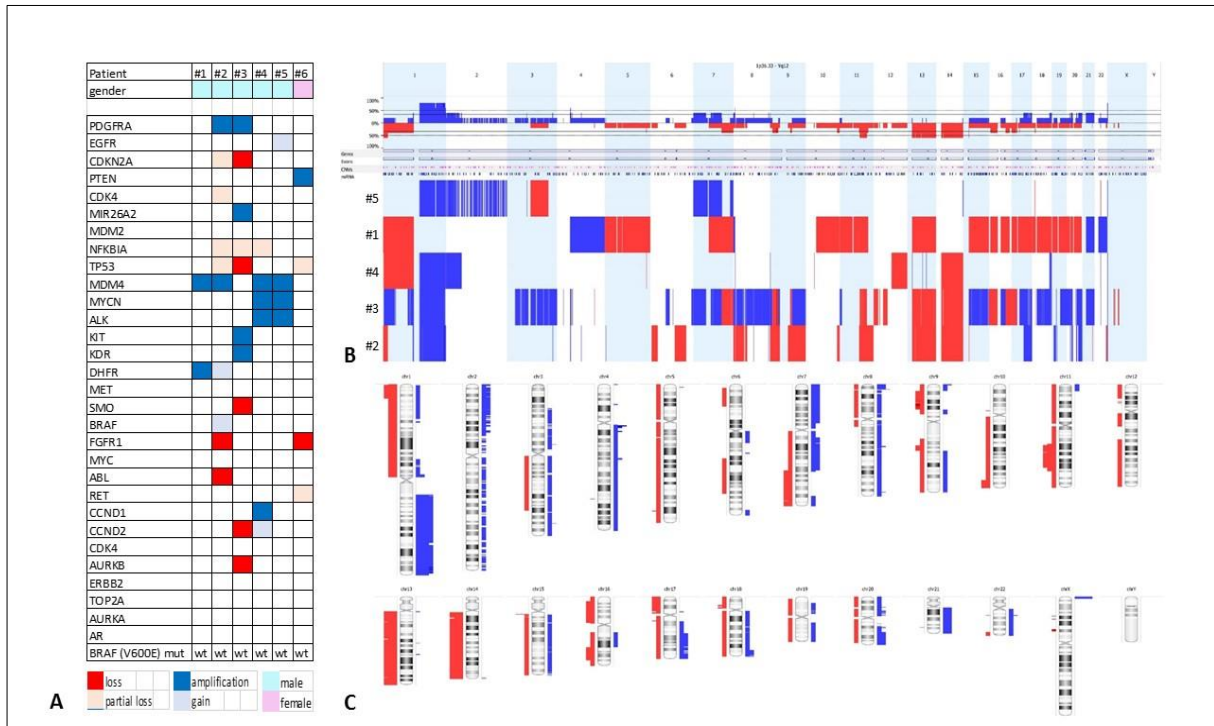 Patient #1 #2 #3 #4 #5 #6
gender
PDGFRA
EGFR
CDKN2A
PTEN
CDK4
MIR26A2
MDM2
NFKBIA
TP53
MDM4
MYCN
ALK
KIT
KDR
DHFR
MET
SMO
BRAF
FGFR1
MYC
ABL
RET
CCND1
CCND2
CDK4
AURKB
ERBB2
TOP2A
AURKA
AR
BRAF (V600E) mut wt wt wt wt wt wt
loss amplification male
partial loss gain female
A
1 2 3 4 5 6 7 8 9 10 11 12 13 14 15 16 17 18 19 20 21 22 X Y
100%
50%
0%
50%
100%
Genes
Exons
CNVs
miRNA
#5
#1
#4
#3
#2
B
chr1 chr2 chr3 chr4 chr5 chr6 chr7 chr8 chr9 chr10 chr11 chr12
chr13 chr14 chr15 chr16 chr17 chr18 chr19 chr20 chr21 chr22 chrX chrY
C